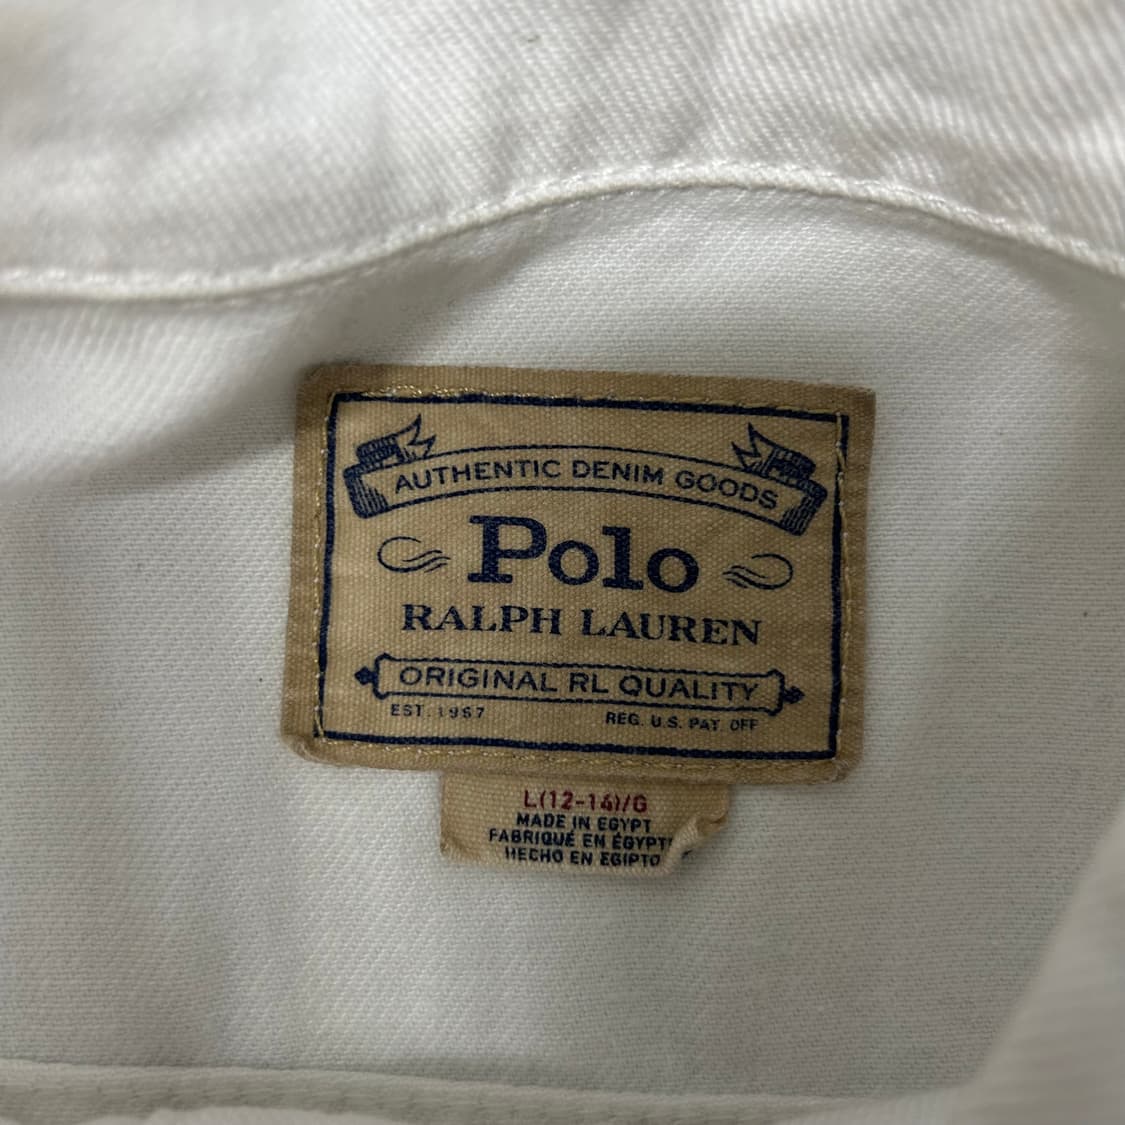 AUTHENTIC DENIM GOODS
Polo
RALPH LAUREN
ORIGINAL RL QUALITY
EST. 1967
REG. U.S. PAT. OFF
L(12-14)/G
MADE IN EGYPT
FABRIQUÉ EN ÉGYPT
HECHO EN EGIPTO